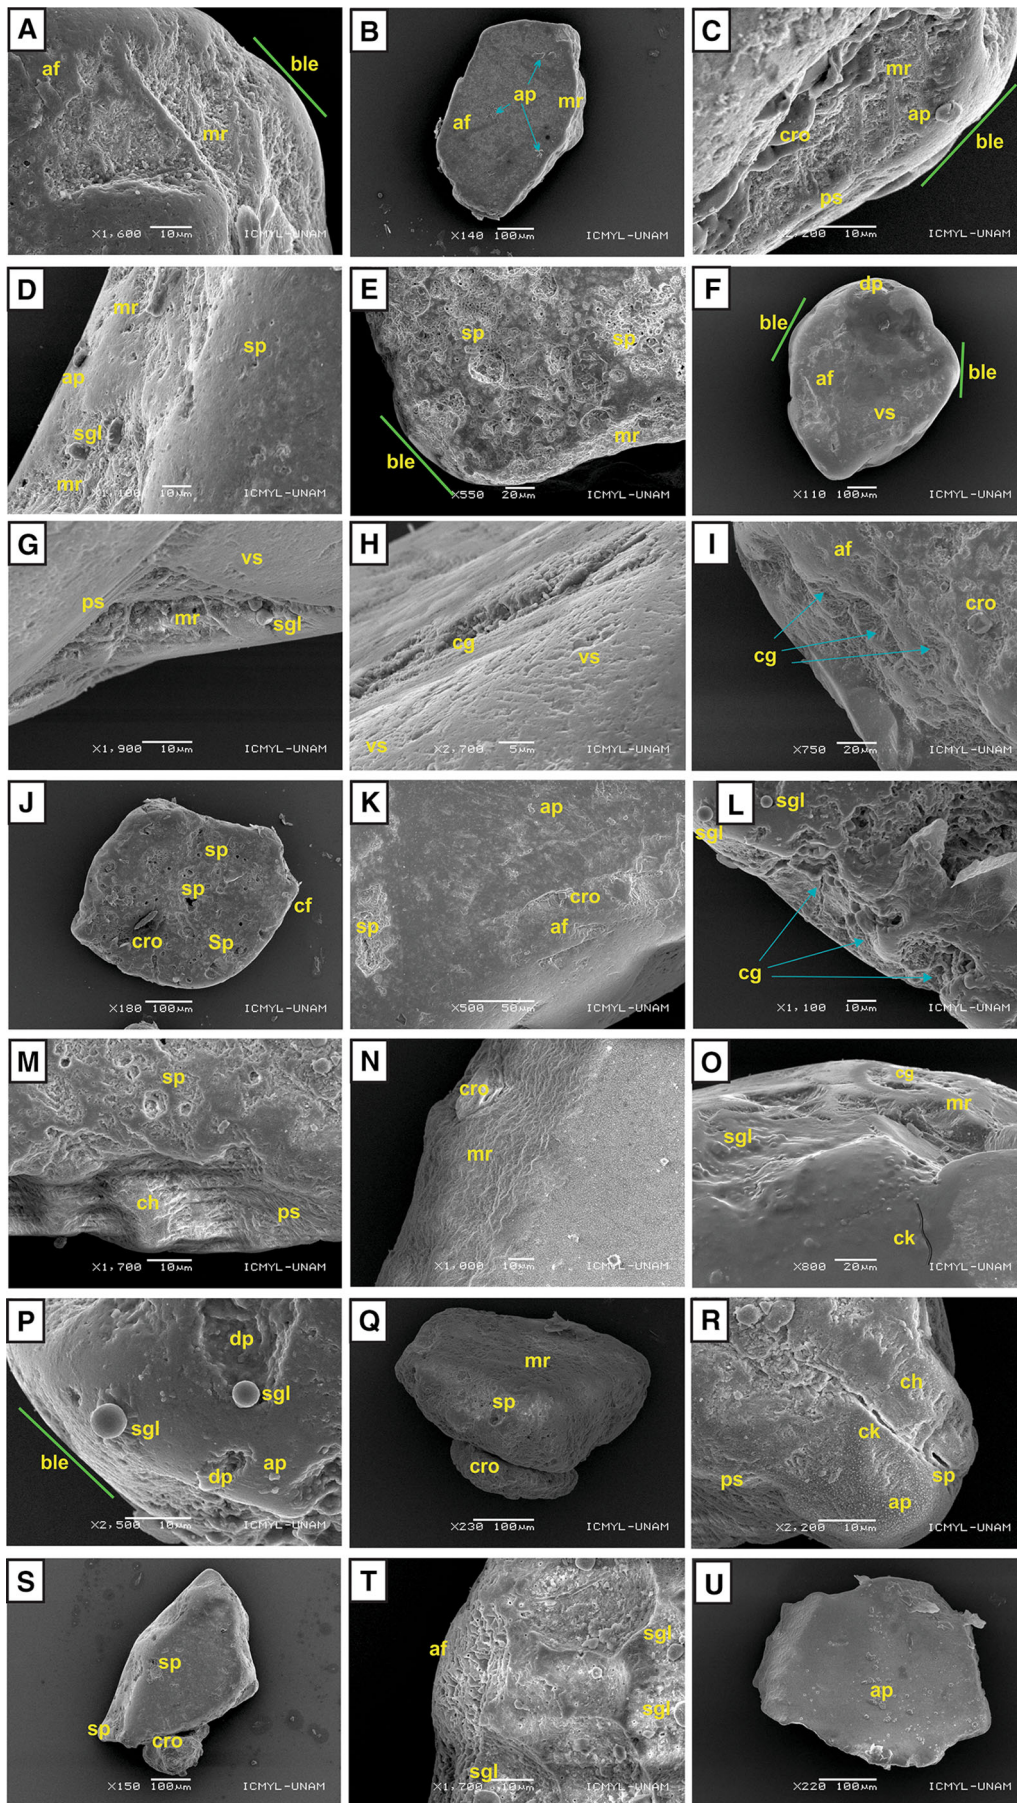 A
af
ble
mr
X1,600 10µm ICMYL-UNAM
B
ap
mr
af
X140 100µm ICMYL-UNAM
C
mr
ap
cro
ble
ps
2,200 10µm ICMYL-UNAM
D
mr
sp
ap
sgl
mr
X1,100 10µm ICMYL-UNAM
E
sp
sp
mr
ble
X550 20µm ICMYL-UNAM
F
dp
ble
ble
af
vs
X110 100µm ICMYL-UNAM
G
vs
ps
mr
sgl
X1,900 10µm ICMYL-UNAM
H
cg
vs
vs
X2,700 5µm ICMYL-UNAM
I
af
cro
cg
X750 20µm ICMYL-UNAM
J
sp
sp
cf
cro
Sp
X180 100µm ICMYL-UNAM
K
ap
cro
sp
af
X500 50µm ICMYL-UNAM
L
sgl
sgl
cg
X1,100 10µm ICMYL-UNAM
M
sp
ch
ps
X1,700 10µm ICMYL-UNAM
N
cro
mr
X1,000 10µm ICMYL-UNAM
O
cg
mr
sgl
ck
X800 20µm ICMYL-UNAM
P
dp
sgl
sgl
ble
dp
ap
X2,500 10µm ICMYL-UNAM
Q
mr
sp
cro
X230 100µm ICMYL-UNAM
R
ch
ck
sp
ps
ap
X2,200 10µm ICMYL-UNAM
S
sp
sp
cro
X150 100µm ICMYL-UNAM
T
af
sgl
sgl
sgl
X1,700 10µm ICMYL-UNAM
U
ap
X220 100µm ICMYL-UNAM